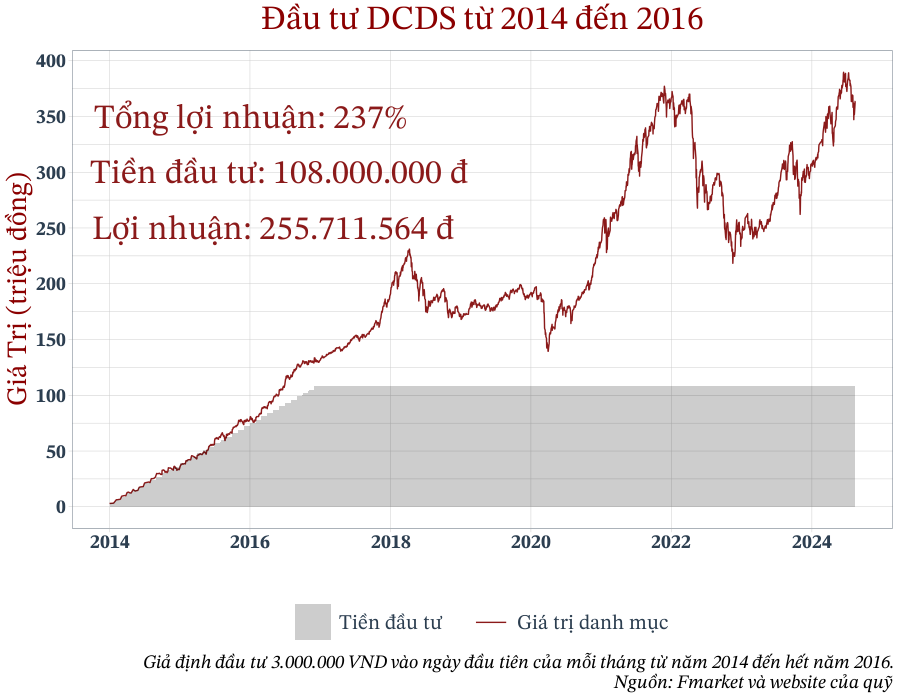 Đầu tư DCDS từ 2014 đến 2016
Giá Trị (triệu đồng)
400
350
300
250
200
150
100
50
0
Tổng lợi nhuận: 237%
Tiền đầu tư: 108.000.000 đ
Lợi nhuận: 255.711.564 đ
2014 2016 2018 2020 2022 2024
Tiền đầu tư Giá trị danh mục
Giả định đầu tư 3.000.000 VND vào ngày đầu tiên của mỗi tháng từ năm 2014 đến hết năm 2016.
Nguồn: Fmarket và website của quỹ